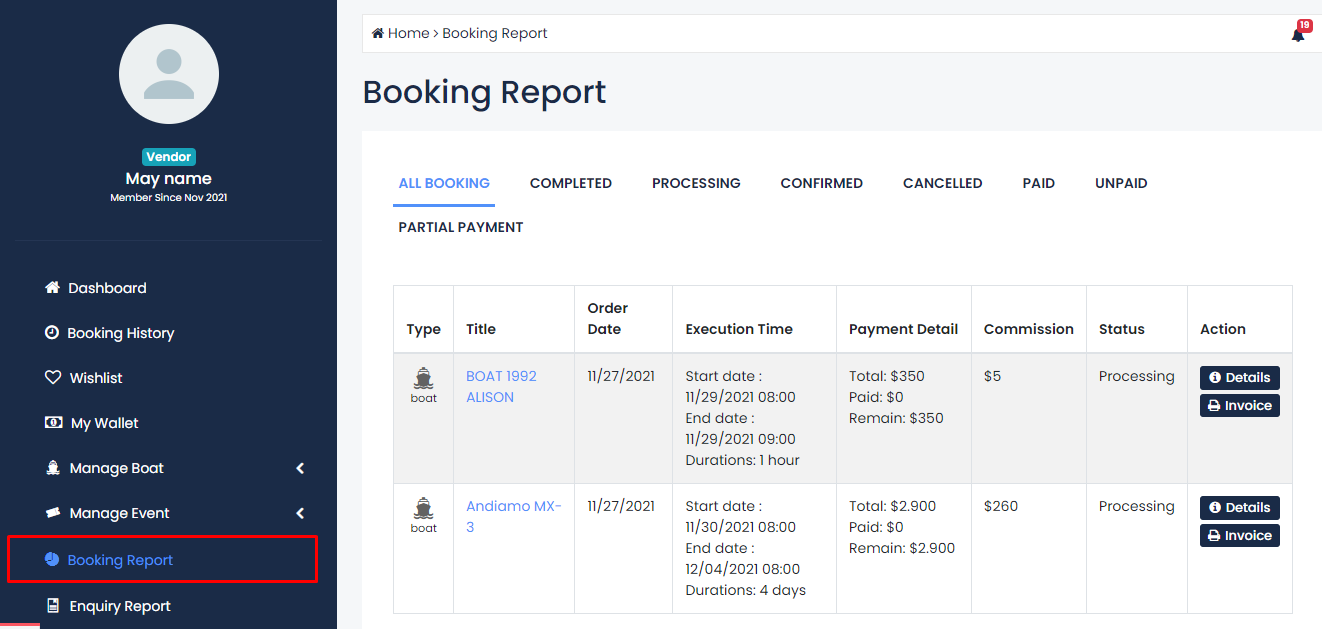 Vendor
May name
Member Since Nov 2021
Dashboard
Booking History
Wishlist
My Wallet
Manage Boat
Manage Event
Booking Report
Enquiry Report
Home › Booking Report
19
Booking Report
ALL BOOKING COMPLETED PROCESSING CONFIRMED CANCELLED PAID UNPAID
PARTIAL PAYMENT
Type Title Order Date Execution Time Payment Detail Commission Status Action
boat
BOAT 1992
ALISON
11/27/2021
Start date :
11/29/2021 08:00
End date :
11/29/2021 09:00
Durations: 1 hour
Total: $350
Paid: $0
Remain: $350
$5
Processing
Details
Invoice
boat
Andiamo MX-
3
11/27/2021
Start date :
11/30/2021 08:00
End date :
12/04/2021 08:00
Durations: 4 days
Total: $2.900
Paid: $0
Remain: $2.900
$260
Processing
Details
Invoice